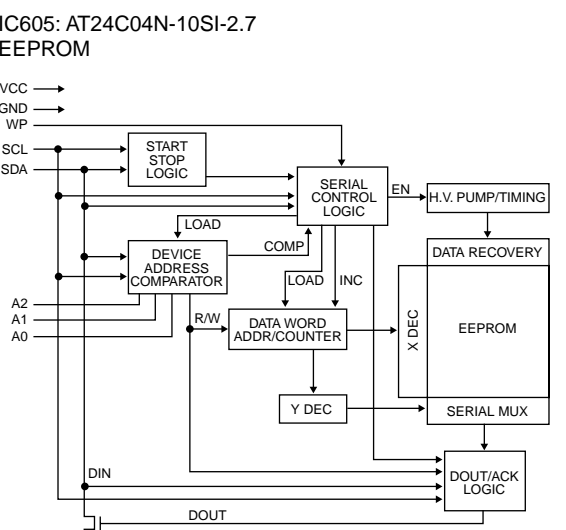 IC605: AT24C04N-10SI-2.7
EEPROM
VCC
GND
WP
SCL
SDA
START
STOP
LOGIC
SERIAL
CONTROL
LOGIC
EN
H.V. PUMP/TIMING
LOAD
COMP
DEVICE
ADDRESS
COMPARATOR
LOAD
INC
DATA RECOVERY
X DEC
EEPROM
A2
A1
A0
R/W
DATA WORD
ADDR/COUNTER
Y DEC
SERIAL MUX
DIN
DOUT/ACK
LOGIC
DOUT